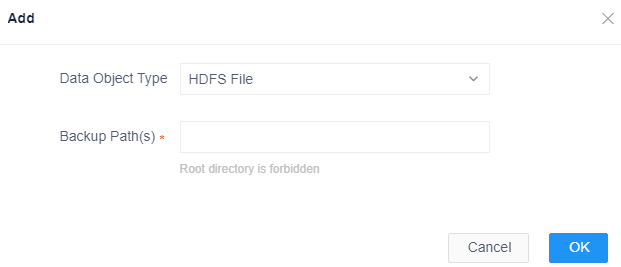 Add
Data Object Type HDFS File
Backup Path(s) *
Root directory is forbidden
Cancel OK